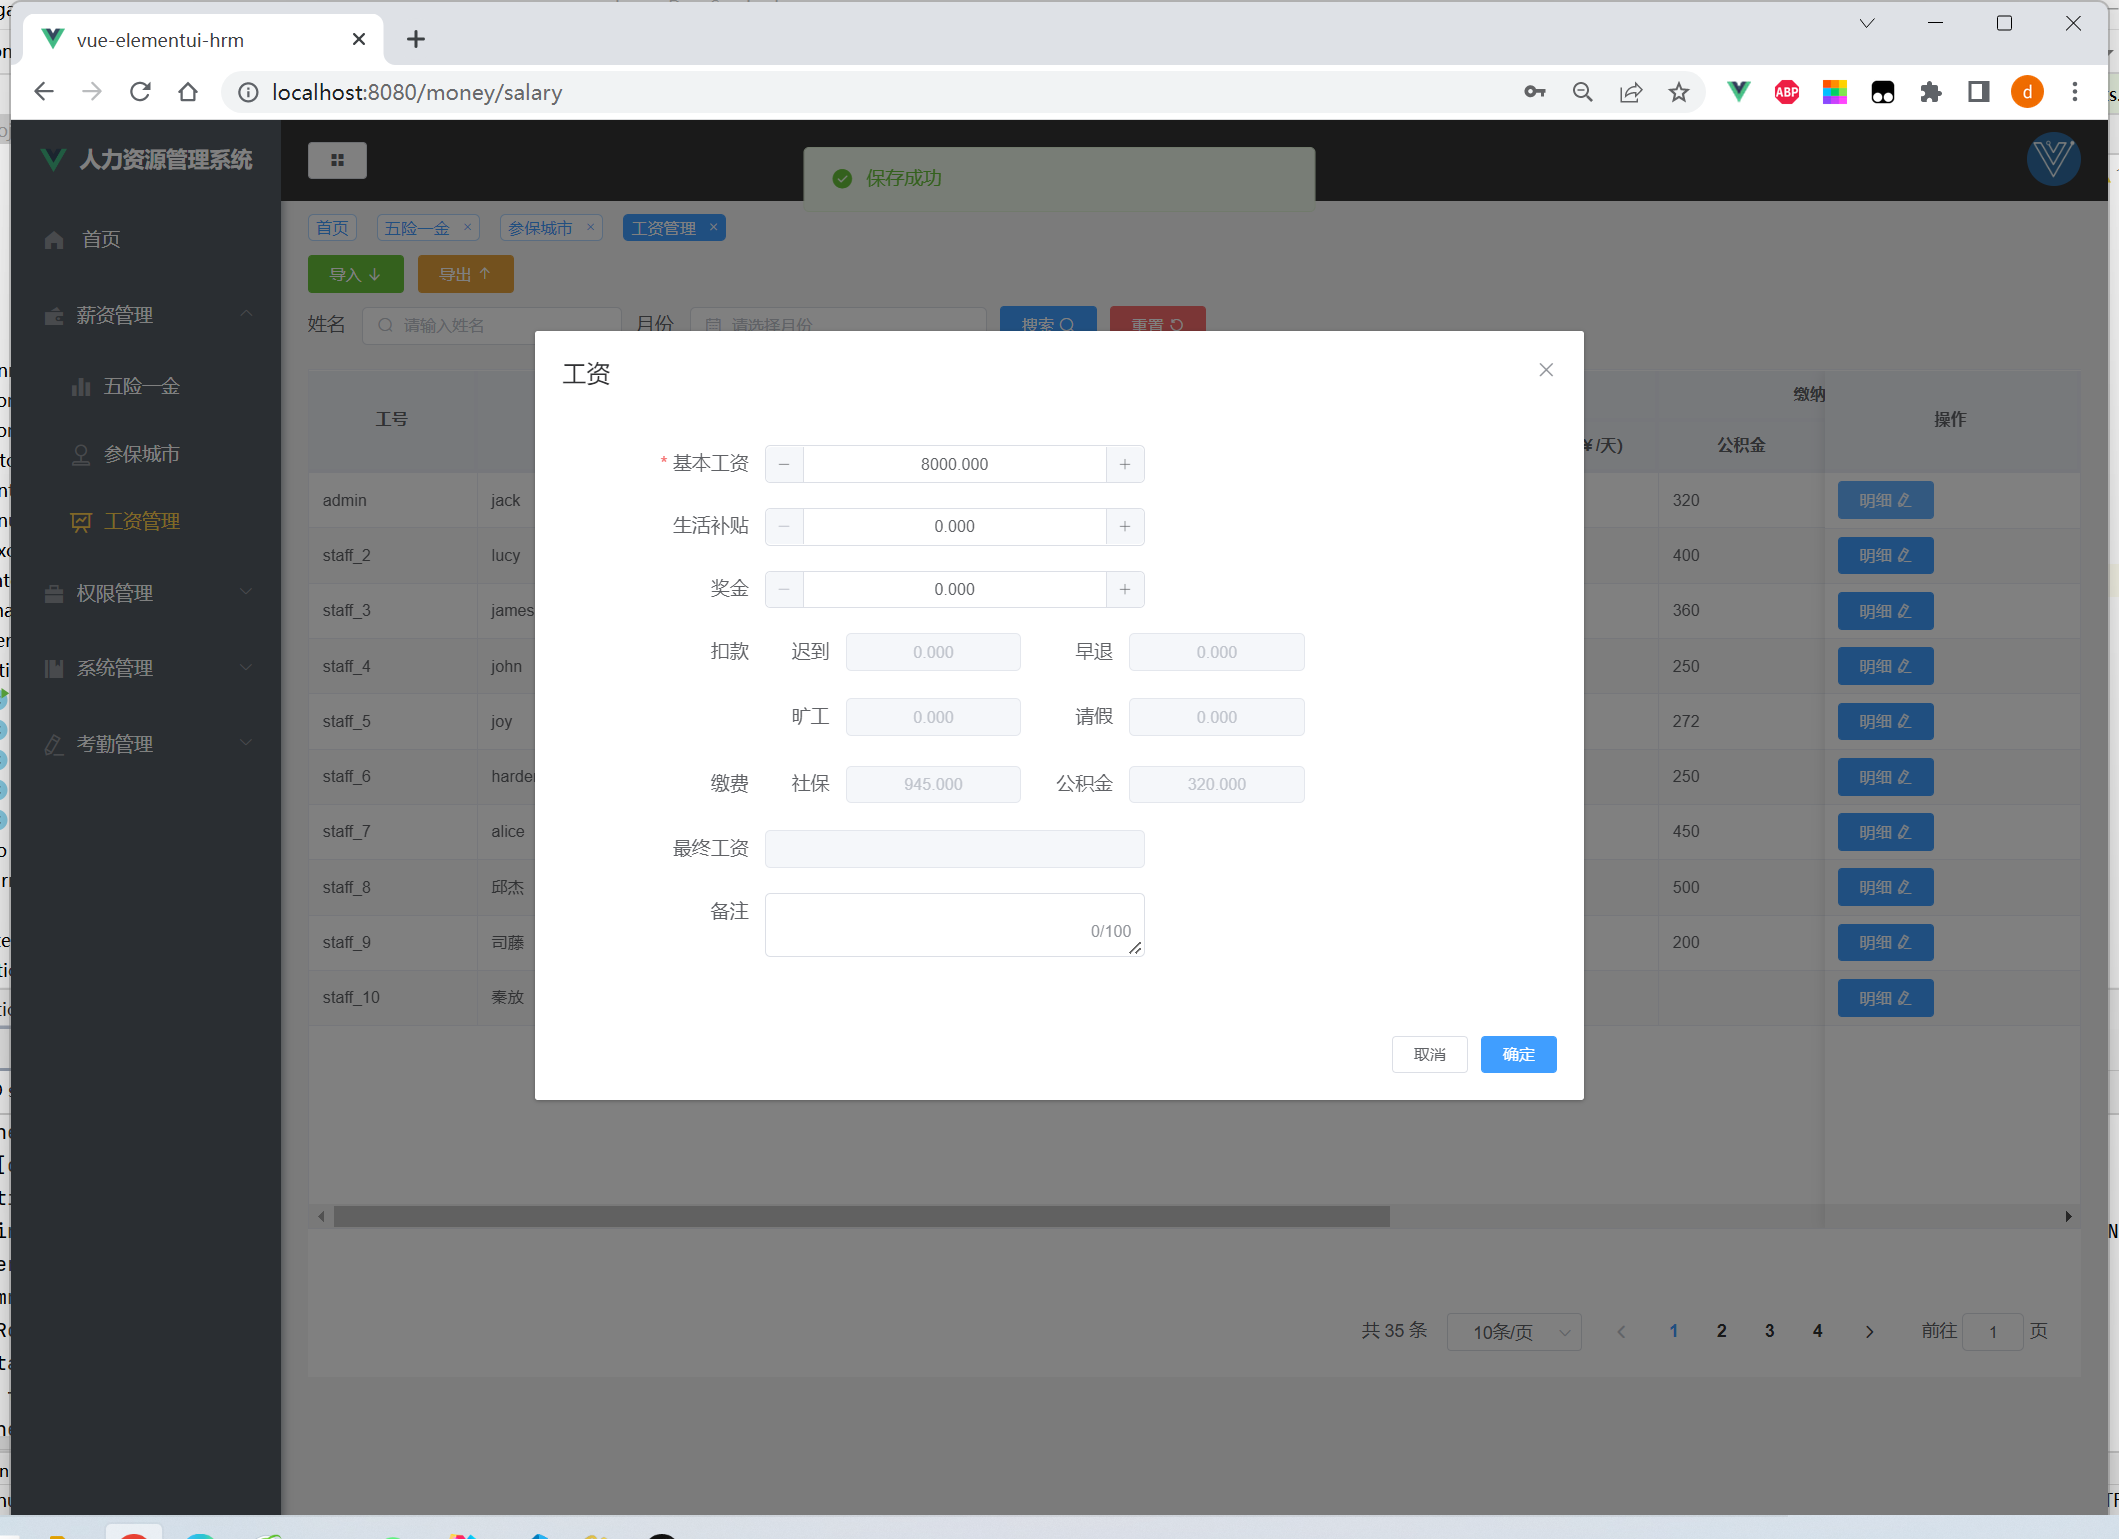 vue-elementui-hrm
localhost:8080/money/salary
ABP
d
人力资源管理系统
保存成功
首页
五险一金
参保城市
工资管理
首页
导入
导出
薪资管理
姓名
请输入姓名
月份
请选择月份
搜索
重置
工资
五险一金
工号
缴纳
操作
¥/天)
公积金
参保城市
* 基本工资
8000.000
admin
jack
320
明细
工资管理
生活补贴
0.000
staff_2
lucy
400
明细
权限管理
奖金
0.000
staff_3
james
360
明细
扣款
迟到
0.000
早退
0.000
系统管理
staff_4
john
250
明细
旷工
0.000
请假
0.000
staff_5
joy
272
明细
考勤管理
缴费
社保
945.000
公积金
320.000
staff_6
harde
250
明细
staff_7
alice
450
明细
最终工资
staff_8
邱杰
500
明细
备注
0/100
staff_9
司藤
200
明细
staff_10
秦放
明细
取消
确定
共 35 条
10条/页
1
2
3
4
前往
1
页